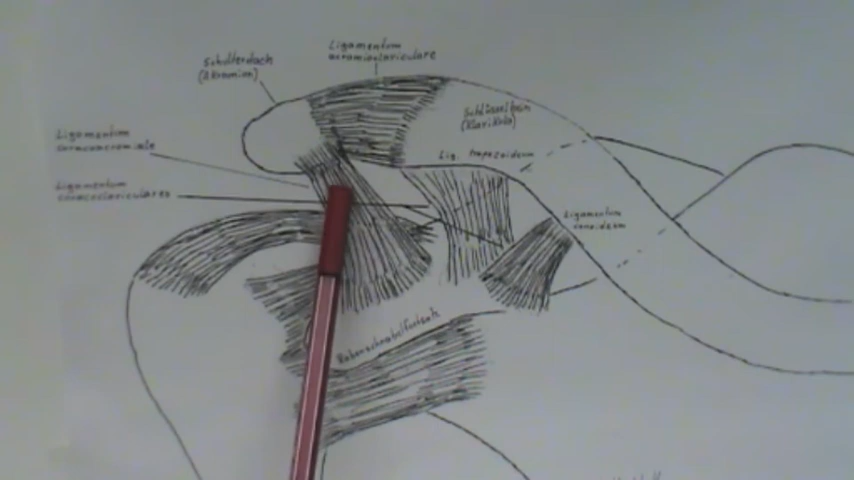 Ligamentum
acromioclaviculare
Schulterdach
(Akromion)
Schlüsselbein
(Klavikula)
Ligamentum
coracoacromiale
Lig. trapezoideum
Ligamentum
coracoclaviculares
Ligamentum
conoideum
Rabenschnabelfortsatz